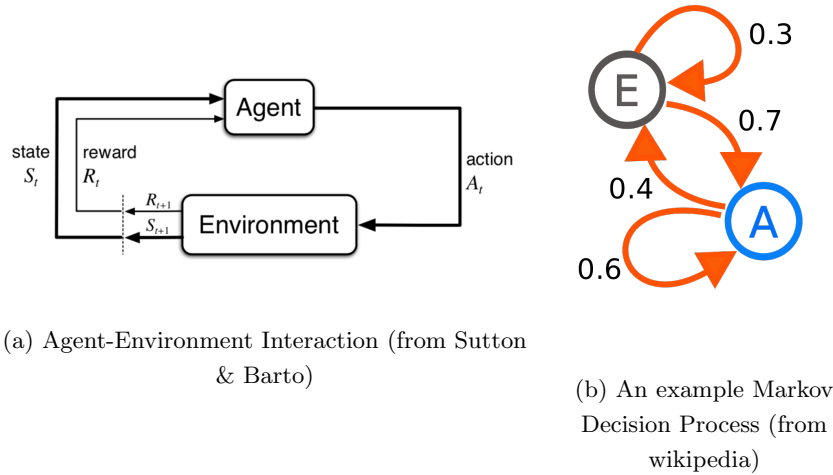 Agent
state
S_t
reward
R_t
action
A_t
R_{t+1}
S_{t+1}
Environment
(a) Agent-Environment Interaction (from Sutton
& Barto)
0.3
E
0.7
0.4
A
0.6
(b) An example Markov
Decision Process (from
wikipedia)